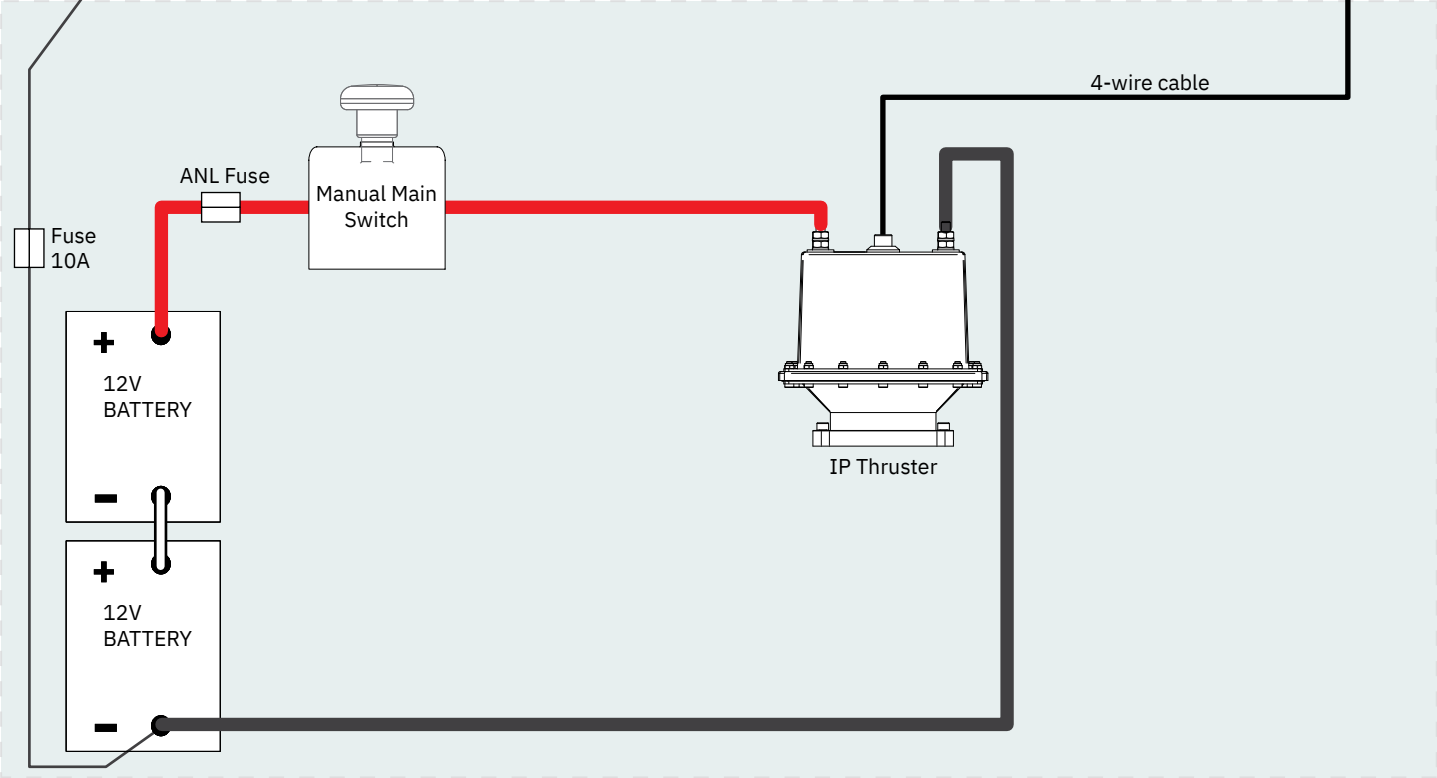 4-wire cable
ANL Fuse
Manual Main
Switch
Fuse
10A
+
12V
BATTERY
-
IP Thruster
+
12V
BATTERY
-